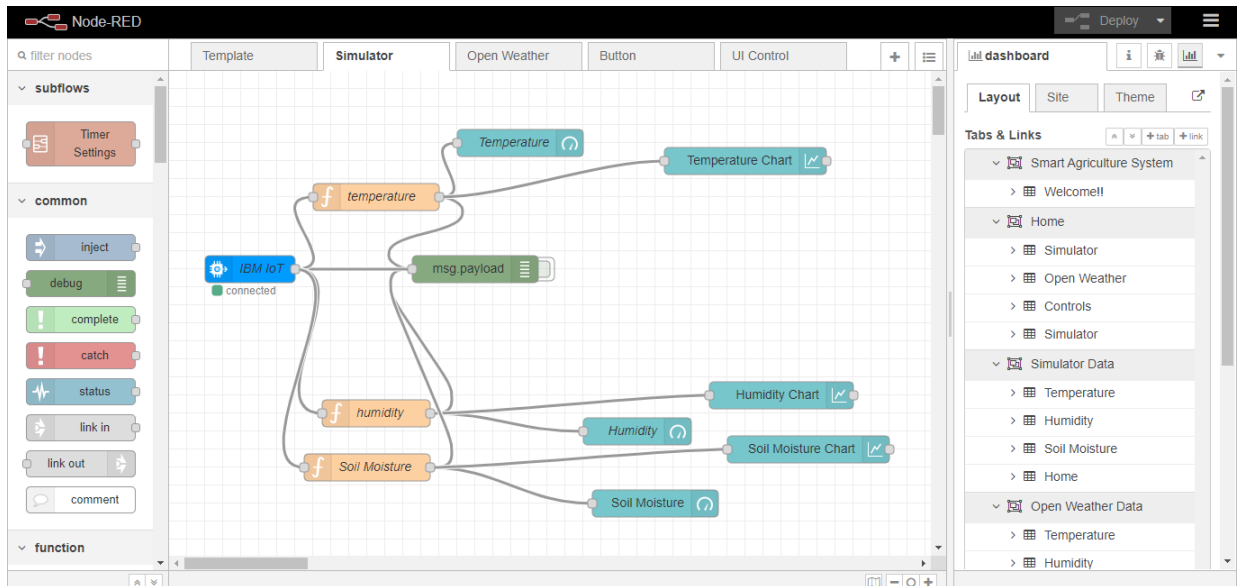 Node-RED
Deploy
filter nodes
Template
Simulator
Open Weather
Button
UI Control
dashboard
i
subflows
Timer
Settings
common
inject
debug
complete
catch
status
link in
link out
comment
function
Temperature
Temperature Chart
temperature
IBM IoT
connected
msg.payload
Humidity Chart
humidity
Humidity
Soil Moisture Chart
Soil Moisture
Soil Moisture
Layout
Site
Theme
Tabs & Links
tab
link
Smart Agriculture System
Welcome!!
Home
Simulator
Open Weather
Controls
Simulator
Simulator Data
Temperature
Humidity
Soil Moisture
Home
Open Weather Data
Temperature
Humidity